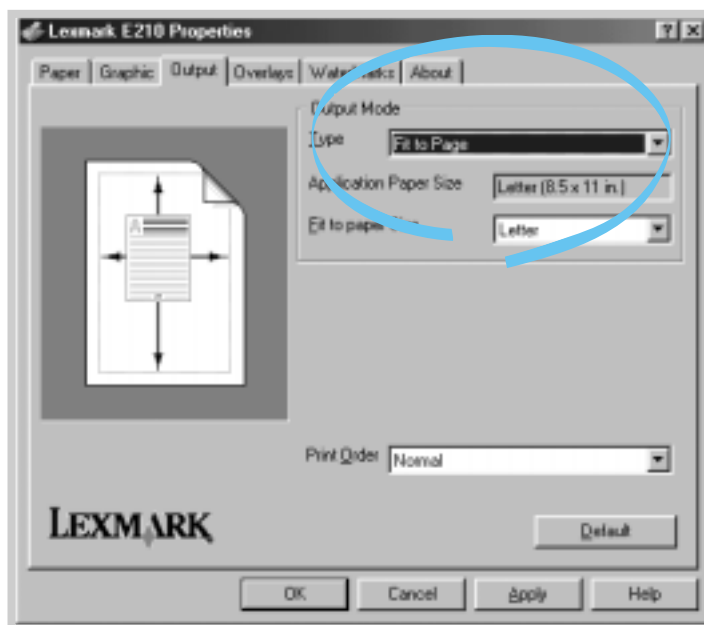 Lexmark E210 Properties
Paper Graphic Output Overlays Watermarks About
Output Mode
Type Fit to Page
Application Paper Size Letter (8.5 x 11 in.)
Fit to paper Letter
A
Print Order Normal
LEXMARK
Default
OK Cancel Apply Help